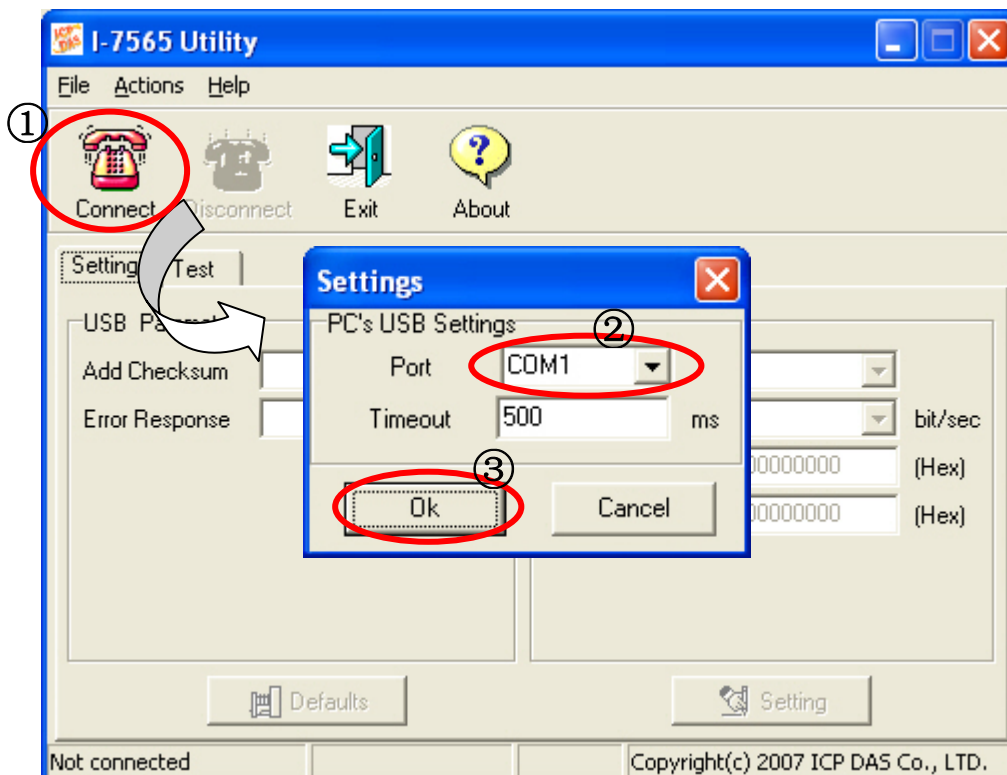 I-7565 Utility
File Actions Help
①
Connect Disconnect Exit About
Setting Test
Settings
USB
PC's USB Settings
②
Add Checksum
Port COM1
Error Response
Timeout 500 ms
bit/sec
③
00000000 (Hex)
Ok Cancel
00000000 (Hex)
Defaults Setting
Not connected
Copyright(c) 2007 ICP DAS Co., LTD.